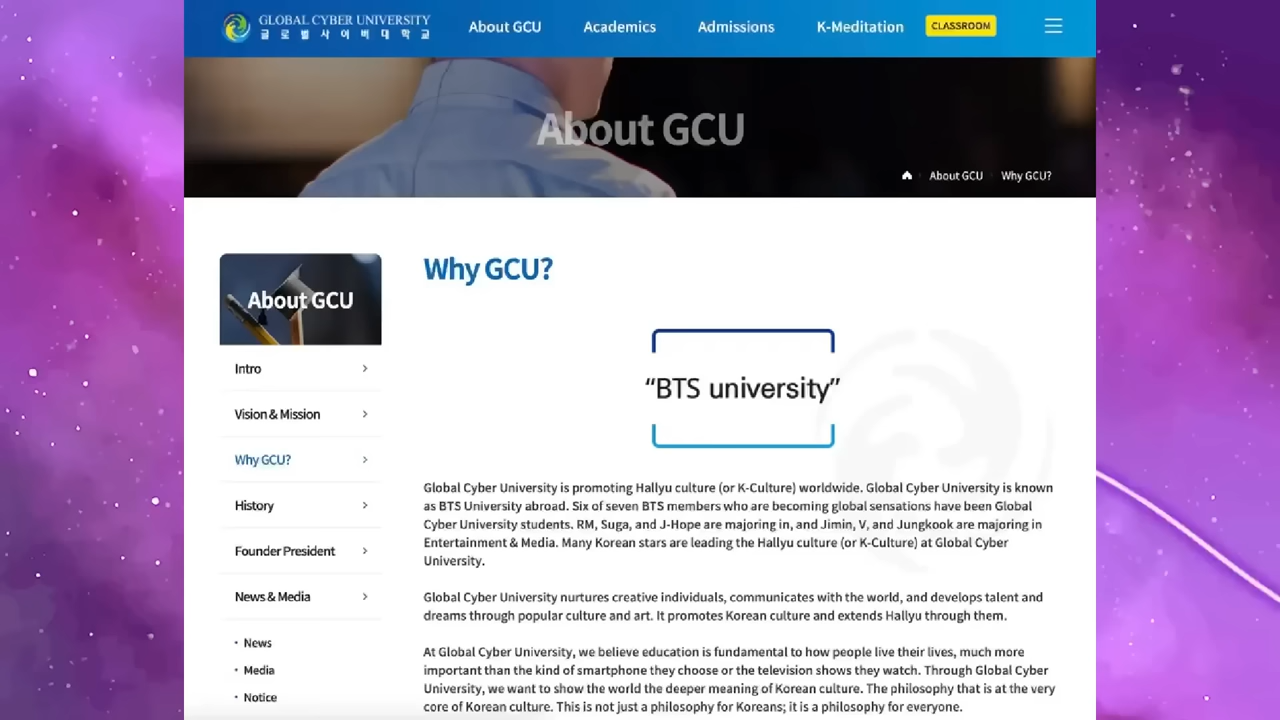 GLOBAL CYBER UNIVERSITY
글로벌사이버대학교
About GCU
Academics
Admissions
K-Meditation
CLASSROOM
About GCU
About GCU
Why GCU?
About GCU
Intro
Vision & Mission
Why GCU?
History
Founder President
News & Media
• News
• Media
• Notice
Why GCU?
“BTS university”
Global Cyber University is promoting Hallyu culture (or K-Culture) worldwide. Global Cyber University is known
as BTS University abroad. Six of seven BTS members who are becoming global sensations have been Global
Cyber University students. RM, Suga, and J-Hope are majoring in, and Jimin, V, and Jungkook are majoring in
Entertainment & Media. Many Korean stars are leading the Hallyu culture (or K-Culture) at Global Cyber
University.
Global Cyber University nurtures creative individuals, communicates with the world, and develops talent and
dreams through popular culture and art. It promotes Korean culture and extends Hallyu through them.
At Global Cyber University, we believe education is fundamental to how people live their lives, much more
important than the kind of smartphone they choose or the television shows they watch. Through Global Cyber
University, we want to show the world the deeper meaning of Korean culture. The philosophy that is at the very
core of Korean culture. This is not just a philosophy for Koreans; it is a philosophy for everyone.